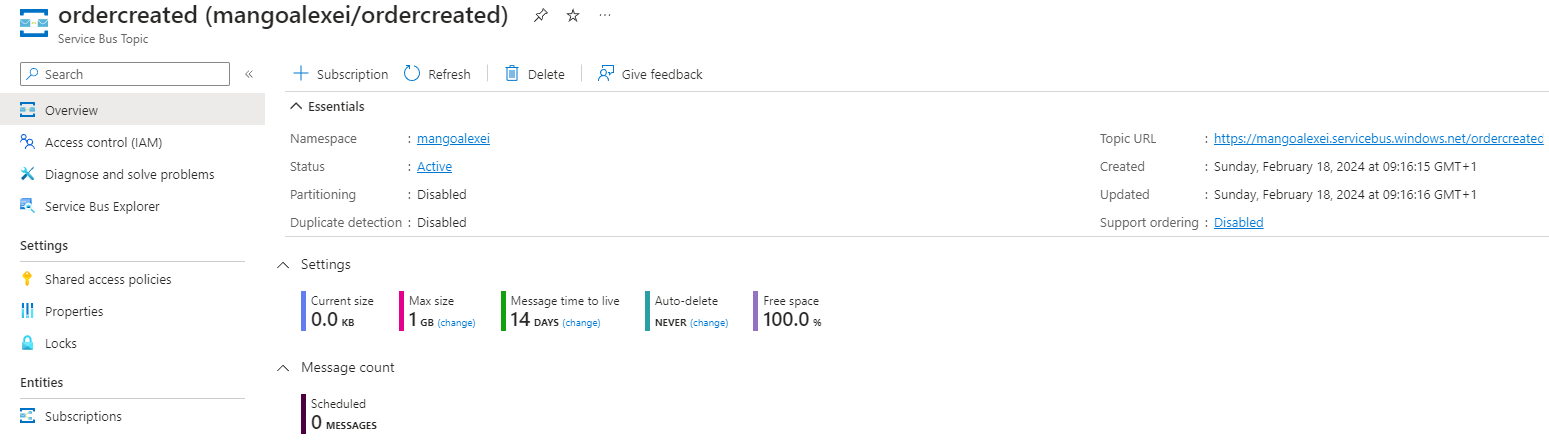 ordercreated (mangoalexei/ordercreated)
Service Bus Topic
Search
Subscription Refresh Delete Give feedback
Overview
Access control (IAM)
Diagnose and solve problems
Service Bus Explorer
Settings
Shared access policies
Properties
Locks
Entities
Subscriptions
Essentials
Namespace : mangoalexei
Status : Active
Partitioning : Disabled
Duplicate detection : Disabled
Topic URL : https://mangoalexei.servicebus.windows.net/ordercreated
Created : Sunday, February 18, 2024 at 09:16:15 GMT+1
Updated : Sunday, February 18, 2024 at 09:16:16 GMT+1
Support ordering : Disabled
Settings
Current size
0.0 KB
Max size
1 GB (change)
Message time to live
14 DAYS (change)
Auto-delete
NEVER (change)
Free space
100.0 %
Message count
Scheduled
0 MESSAGES